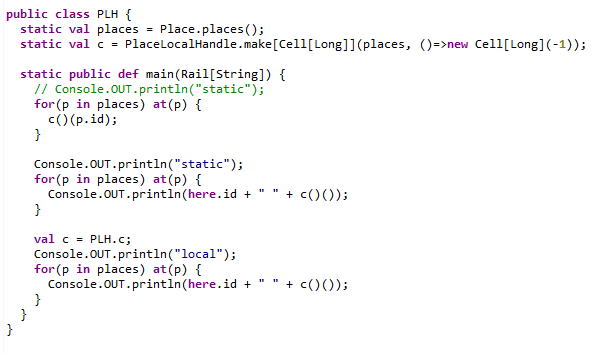 public class PLH {
  static val places = Place.places();
  static val c = PlaceLocalHandle.make[Cell[Long]](places, ()=>new Cell[Long](-1));

  static public def main(Rail[String]) {
    // Console.OUT.println("static");
    for(p in places) at(p) {
      c()(p.id);
    }

    Console.OUT.println("static");
    for(p in places) at(p) {
      Console.OUT.println(here.id + " " + c()());
    }

    val c = PLH.c;
    Console.OUT.println("local");
    for(p in places) at(p) {
      Console.OUT.println(here.id + " " + c()());
    }
  }
}